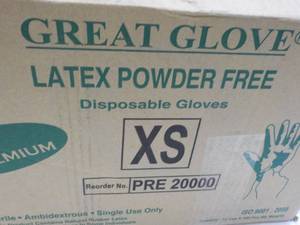 GREAT GLOVE®
LATEX POWDER FREE
Disposable Gloves
XS
MIUM
Reorder No. PRE 20000
rile • Ambidextrous • Single Use Only
ISO 9001 : 2008